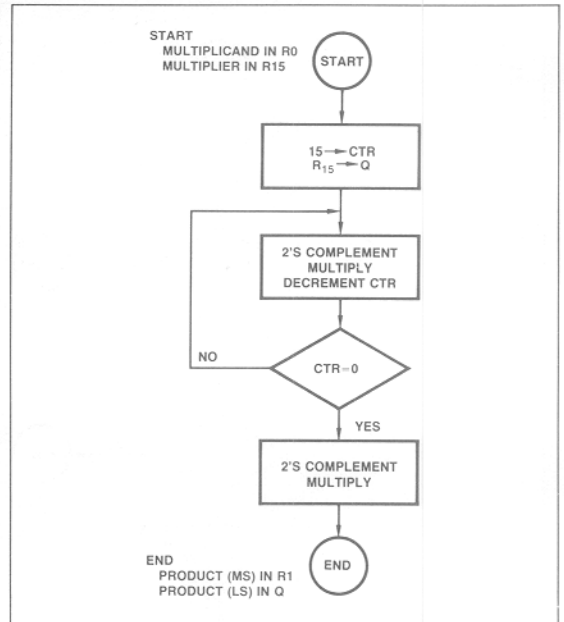 START
MULTIPLICAND IN R0
MULTIPLIER IN R15
START
15 → CTR
R₁₅ → Q
2'S COMPLEMENT
MULTIPLY
DECREMENT CTR
NO
CTR=0
YES
2'S COMPLEMENT
MULTIPLY
END
PRODUCT (MS) IN R1
PRODUCT (LS) IN Q
END